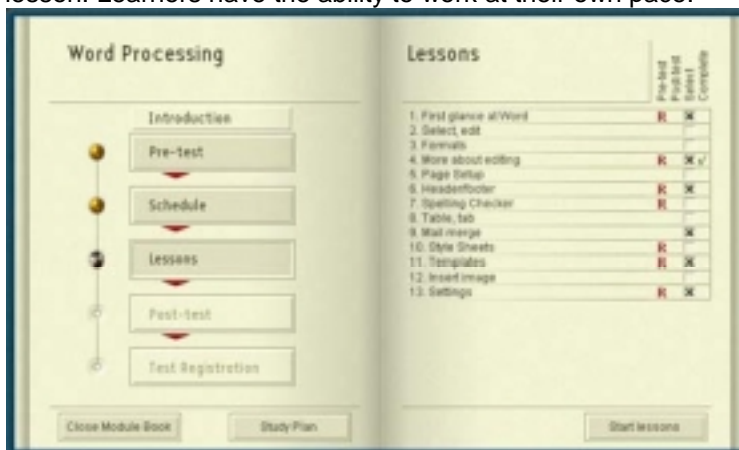 lesson. Learners have the ability to work at their own pace.
Word Processing
Introduction
Pre-test
Schedule
Lessons
Post-test
Test Registration
Close Module Book
Study Plan
Lessons
Pre-test
Post-test
Select
Complete
1. First glance at Word R
2. Select, edit
3. Formats
4. More about editing R
5. Page Setup
6. Header/footer R
7. Spelling Checker R
8. Table, tab
9. Mail merge
10. Style Sheets R
11. Templates R
12. Insert image
13. Settings R
Start lessons